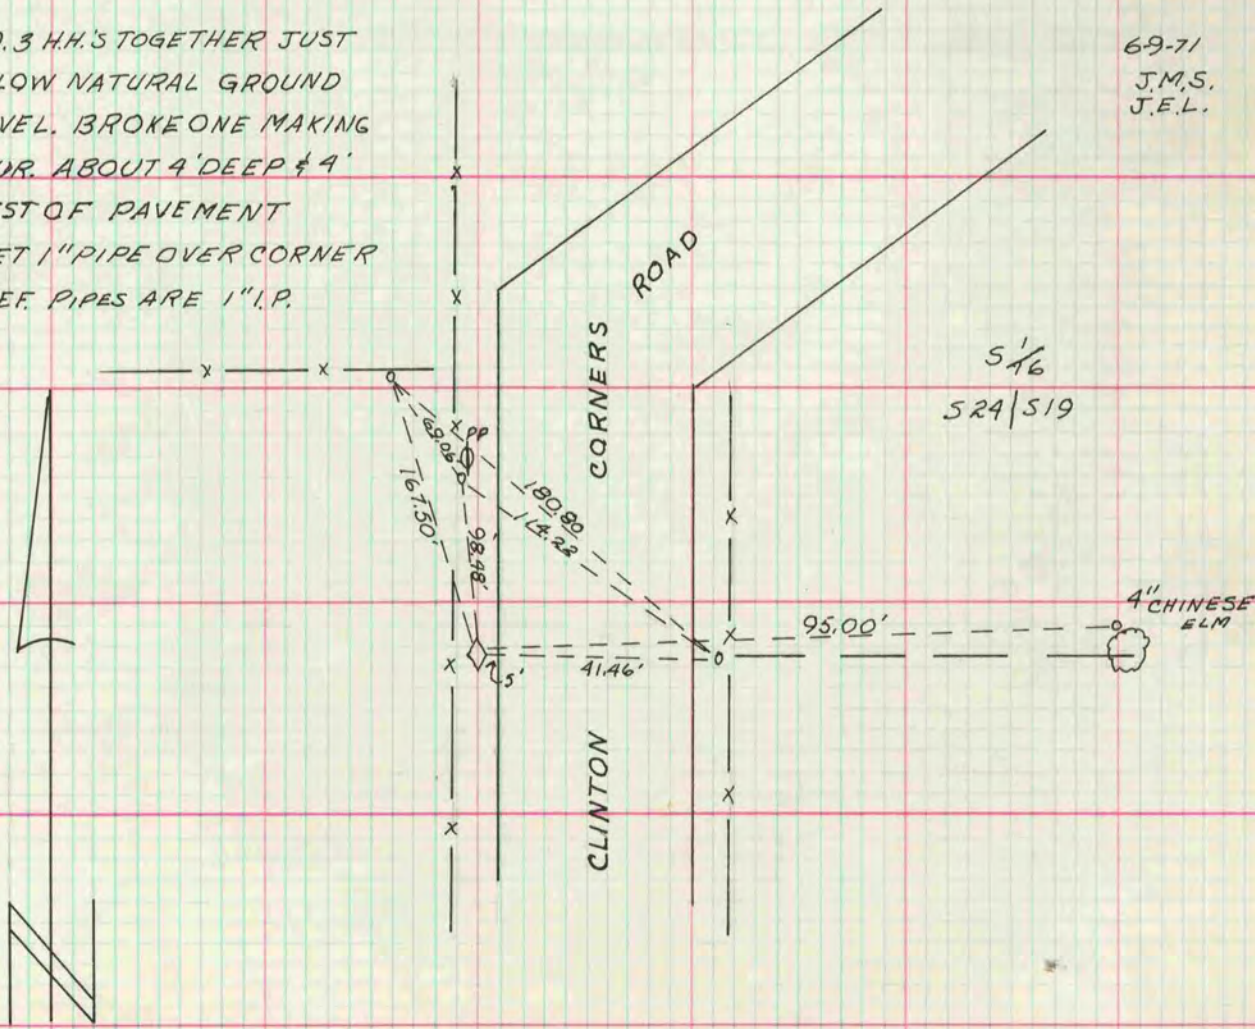 . 3 H.H.'S TOGETHER JUST
LOW NATURAL GROUND
VEL. BROKE ONE MAKING
OR. ABOUT 4' DEEP & 4'
ST OF PAVEMENT
ET 1" PIPE OVER CORNER
EF. PIPES ARE 1" I.P.
6-9-71
J.M.S.
J.E.L.
ROAD
CORNERS
CLINTON
S 1/16
S24|S19
PP
69.06'
167.50'
98.48'
180.80
114.22
95.00'
41.46'
5'
4" CHINESE
ELM
N